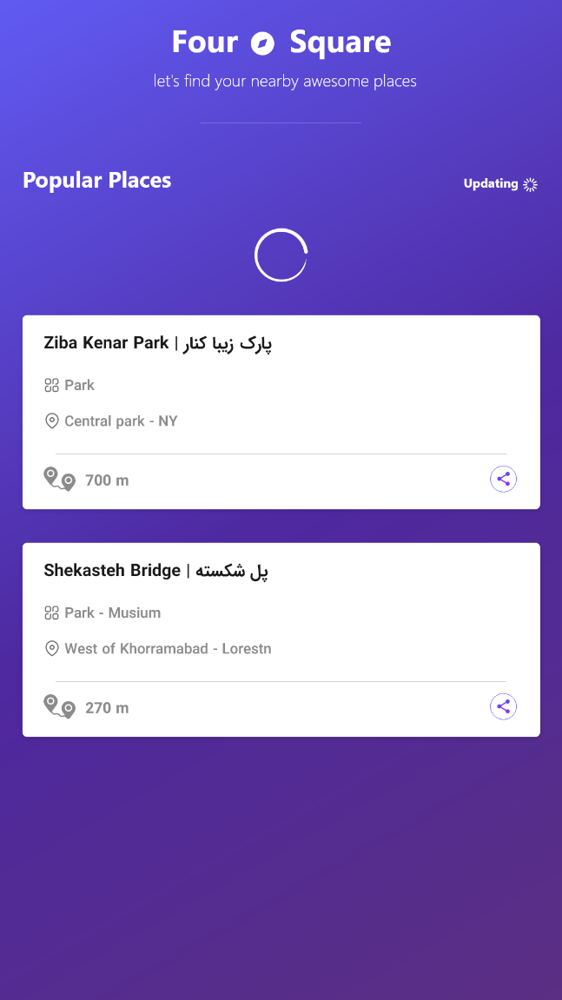 Four Square
let's find your nearby awesome places
Popular Places
Updating
Ziba Kenar Park | پارک زیبا کنار
Park
Central park - NY
700 m
Shekasteh Bridge | پل شکسته
Park - Musium
West of Khorramabad - Lorestn
270 m